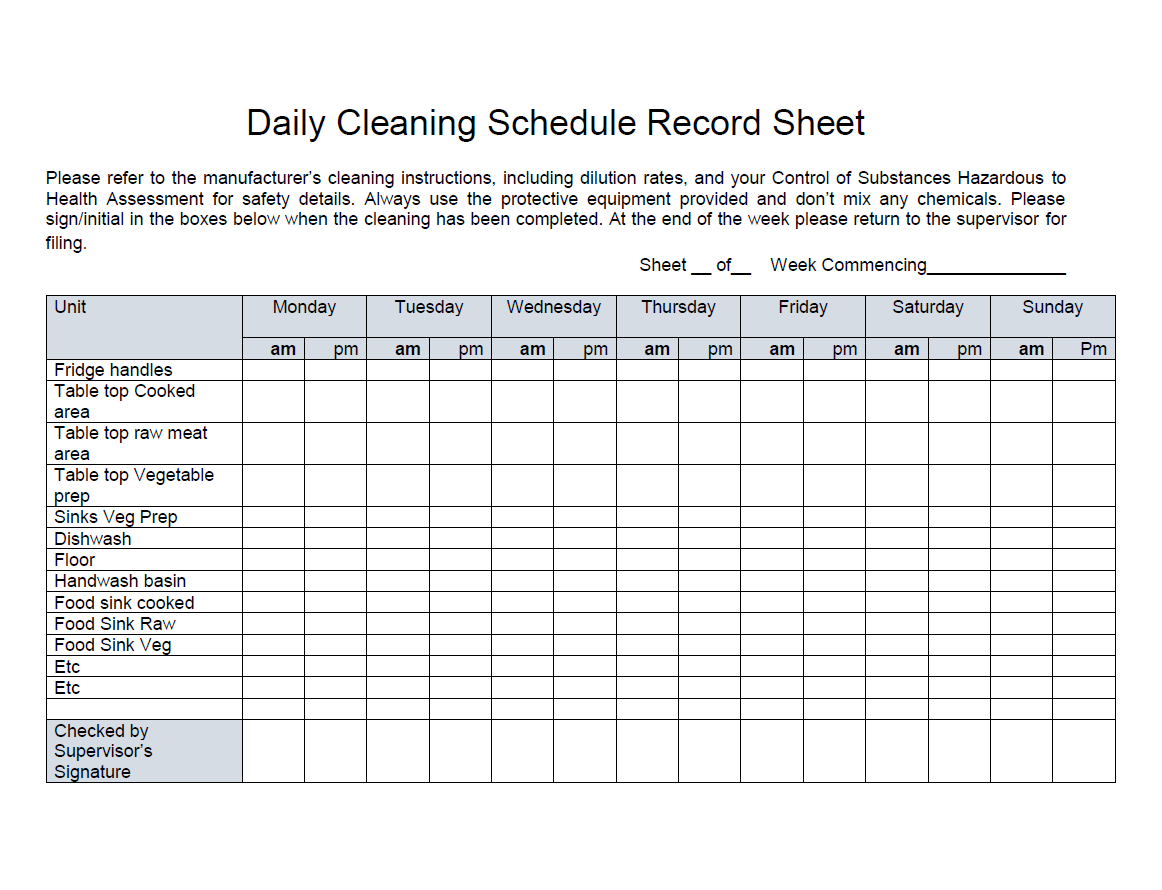 Daily Cleaning Schedule Record Sheet
Please refer to the manufacturer’s cleaning instructions, including dilution rates, and your Control of Substances Hazardous to
Health Assessment for safety details. Always use the protective equipment provided and don’t mix any chemicals. Please
sign/initial in the boxes below when the cleaning has been completed. At the end of the week please return to the supervisor for
filing.
Sheet __ of__ Week Commencing______________
Unit Monday Tuesday Wednesday Thursday Friday Saturday Sunday
am pm am pm am pm am pm am pm am pm am Pm
Fridge handles
Table top Cooked
area
Table top raw meat
area
Table top Vegetable
prep
Sinks Veg Prep
Dishwash
Floor
Handwash basin
Food sink cooked
Food Sink Raw
Food Sink Veg
Etc
Etc
Checked by
Supervisor’s
Signature